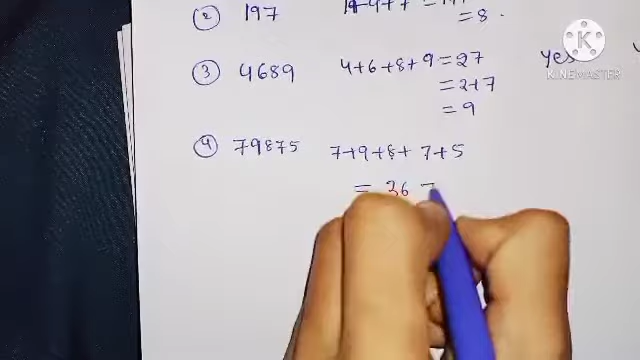 ② 197 = 8.
③ 4689 4+6+8+9 = 27 yes
= 2+7
= 9
④ 79875 7+9+8+7+5
= 36
KINEMASTER